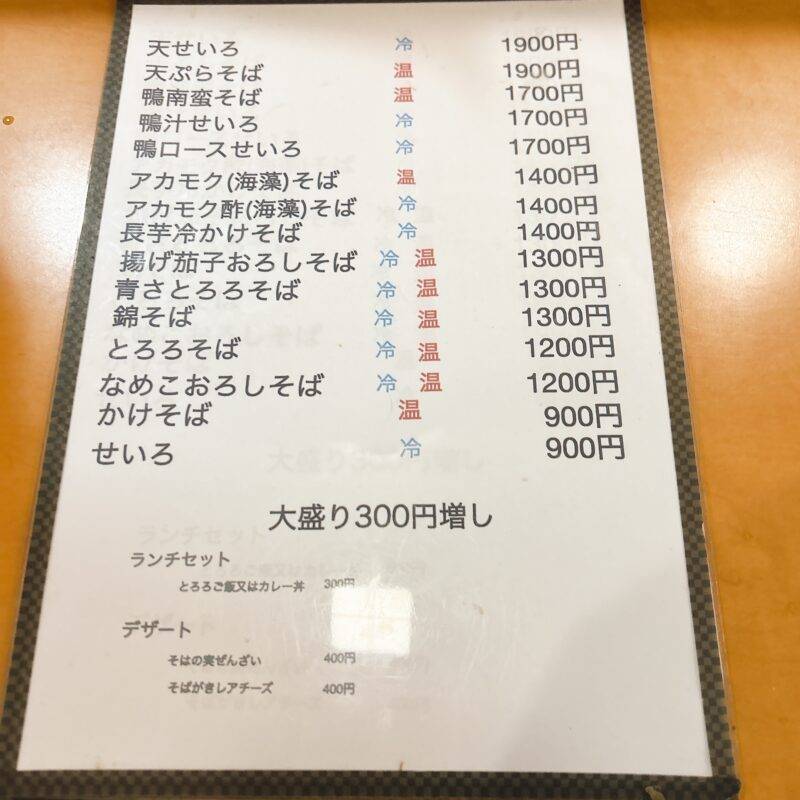 天せいろ 冷 1900円
天ぷらそば 温 1900円
鴨南蛮そば 温 1700円
鴨汁せいろ 冷 1700円
鴨ロースせいろ 冷 1700円
アカモク(海藻)そば 温 1400円
アカモク酢(海藻)そば 冷 1400円
長芋冷かけそば 冷 1400円
揚げ茄子おろしそば 冷 温 1300円
青さとろろそば 冷 温 1300円
錦そば 冷 温 1300円
とろろそば 冷 温 1200円
なめこおろしそば 冷 温 1200円
かけそば 温 900円
せいろ 冷 900円
大盛り300円増し
ランチセット
とろろご飯又はカレー丼 300円
デザート
そはの実ぜんざい 400円
そばがきレアチーズ 400円